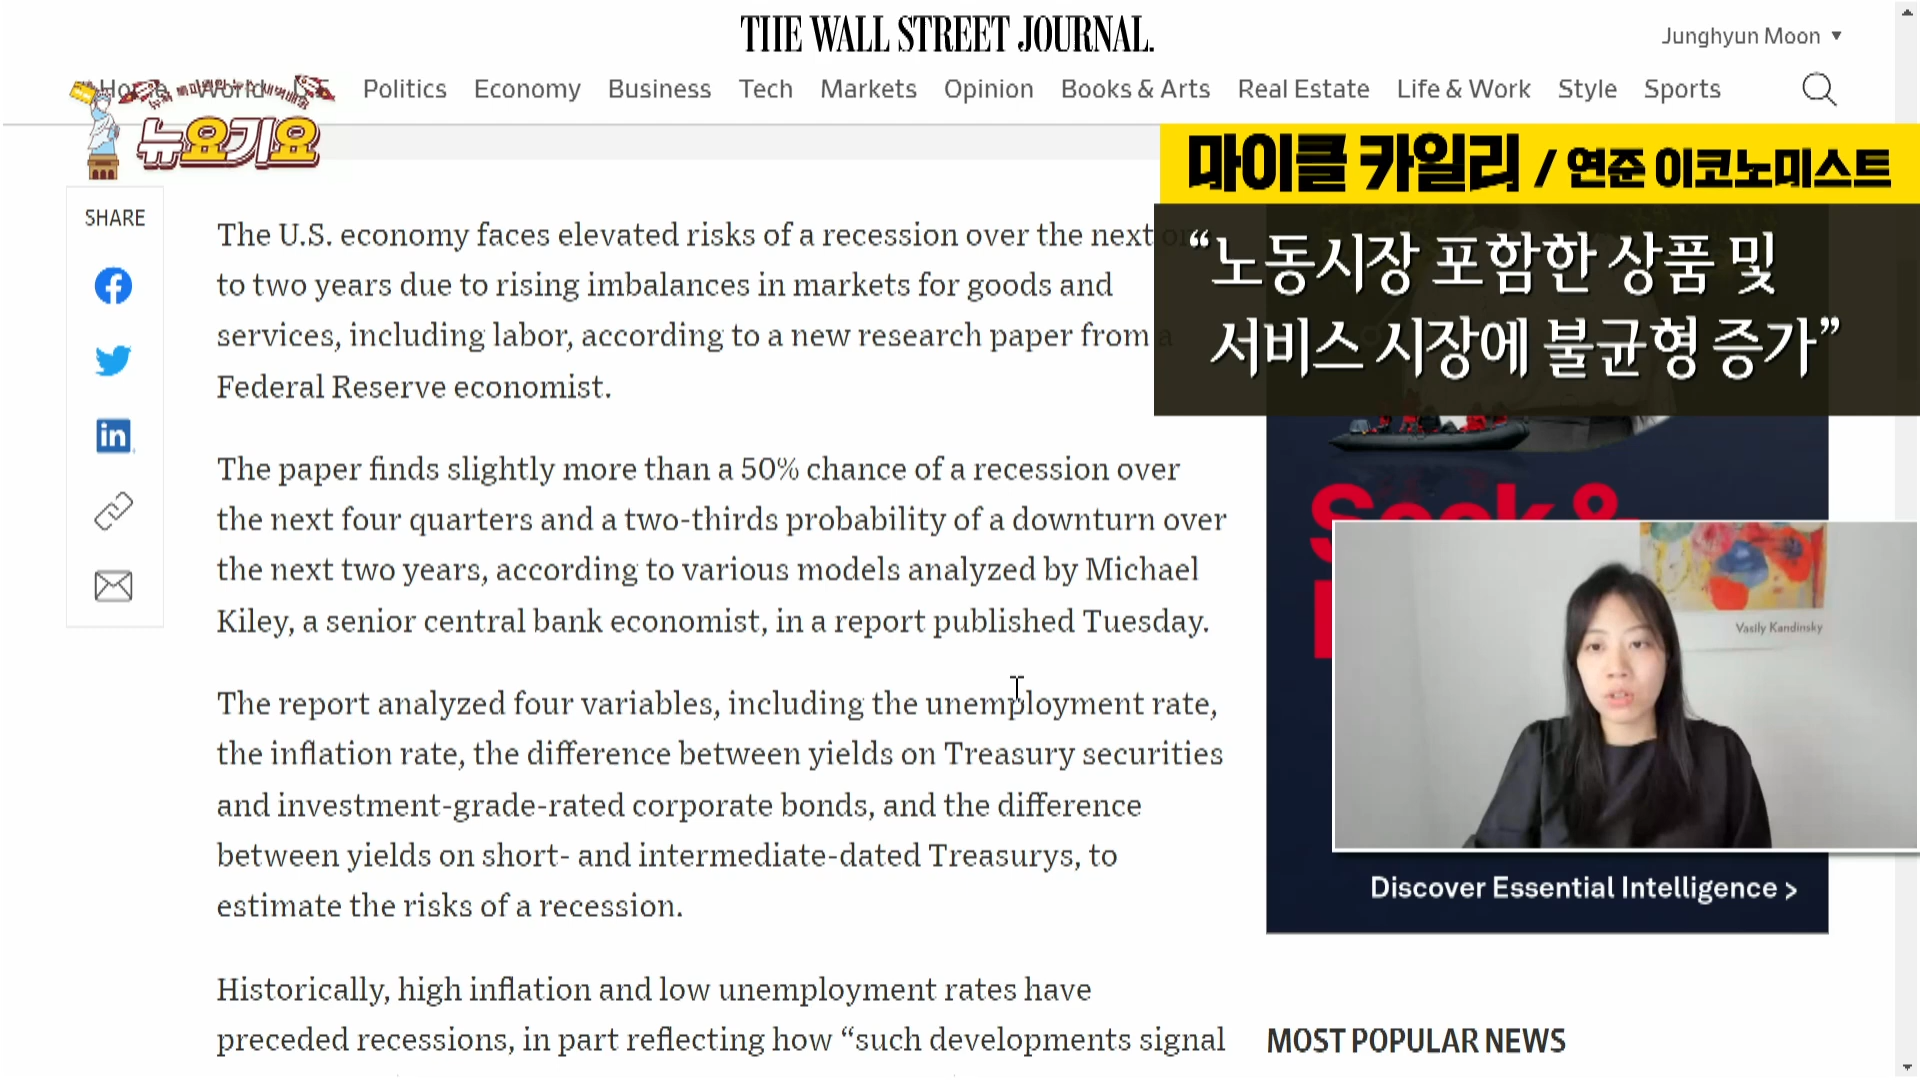 THE WALL STREET JOURNAL.
Junghyun Moon
Home World U.S. Politics Economy Business Tech Markets Opinion Books & Arts Real Estate Life & Work Style Sports
뉴요기요
마이클 카일리 / 연준 이코노미스트
“노동시장 포함한 상품 및
서비스 시장에 불균형 증가”
SHARE
The U.S. economy faces elevated risks of a recession over the next
to two years due to rising imbalances in markets for goods and
services, including labor, according to a new research paper from a
Federal Reserve economist.
The paper finds slightly more than a 50% chance of a recession over
the next four quarters and a two-thirds probability of a downturn over
the next two years, according to various models analyzed by Michael
Kiley, a senior central bank economist, in a report published Tuesday.
The report analyzed four variables, including the unemployment rate,
the inflation rate, the difference between yields on Treasury securities
and investment-grade-rated corporate bonds, and the difference
between yields on short- and intermediate-dated Treasurys, to
estimate the risks of a recession.
Historically, high inflation and low unemployment rates have
preceded recessions, in part reflecting how “such developments signal
Seek &
Vasily Kandinsky
Discover Essential Intelligence >
MOST POPULAR NEWS